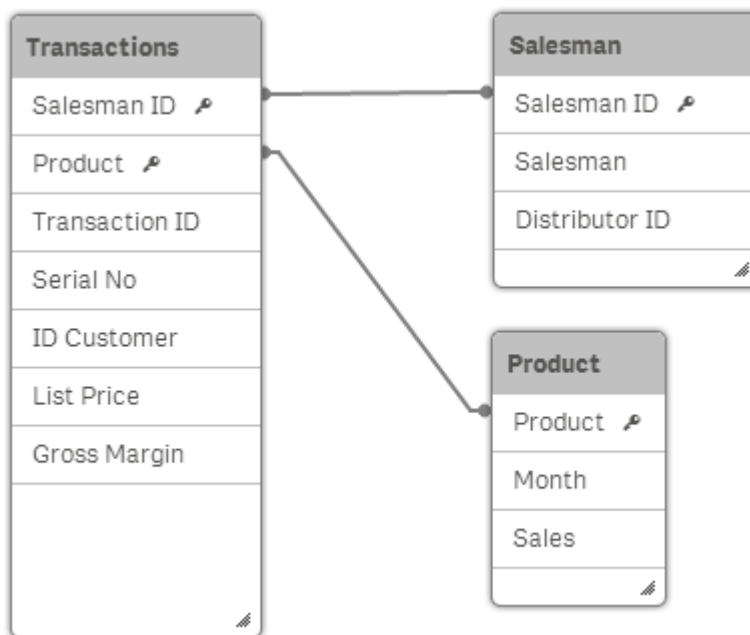 Transactions
Salesman ID
Product
Transaction ID
Serial No
ID Customer
List Price
Gross Margin
Salesman
Salesman ID
Salesman
Distributor ID
Product
Product
Month
Sales